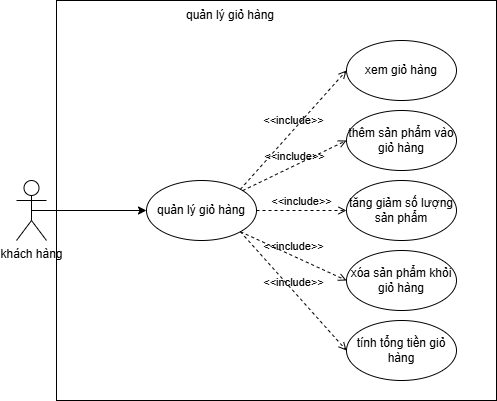 quản lý giỏ hàng
xem giỏ hàng
<<include>>
thêm sản phẩm vào
giỏ hàng
<<include>>
khách hàng
quản lý giỏ hàng
<<include>>
tăng giảm số lượng
sản phẩm
<<include>>
xóa sản phẩm khỏi
giỏ hàng
<<include>>
tính tổng tiền giỏ
hàng